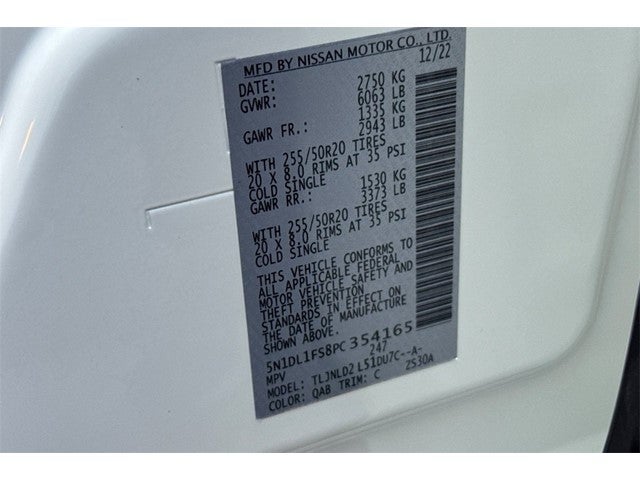 MFD BY NISSAN MOTOR CO., LTD.
DATE: 12/22
GVWR: 2750 KG
6063 LB
GAWR FR.: 1335 KG
2943 LB
WITH 255/50R20 TIRES
20 X 8.0 RIMS AT 35 PSI
COLD SINGLE
GAWR RR.: 1530 KG
3373 LB
WITH 255/50R20 TIRES
20 X 8.0 RIMS AT 35 PSI
COLD SINGLE
THIS VEHICLE CONFORMS TO
ALL APPLICABLE FEDERAL
MOTOR VEHICLE SAFETY AND
THEFT PREVENTION
STANDARDS IN EFFECT ON
THE DATE OF MANUFACTURE
SHOWN ABOVE.
5N1DL1FS8PC354165
MPV 247
MODEL: TLJNLD2 L51DU7C--A-
COLOR: QAB TRIM: C 2S30A